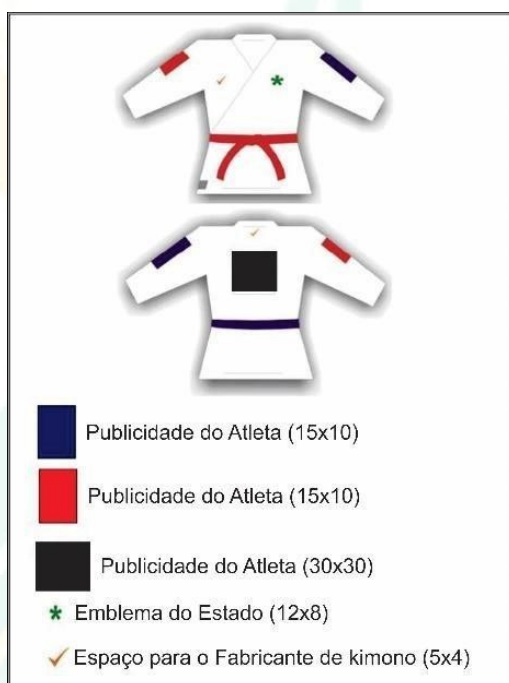 Publicidade do Atleta (15x10)
Publicidade do Atleta (15x10)
Publicidade do Atleta (30x30)
Emblema do Estado (12x8)
Espaço para o Fabricante de kimono (5x4)